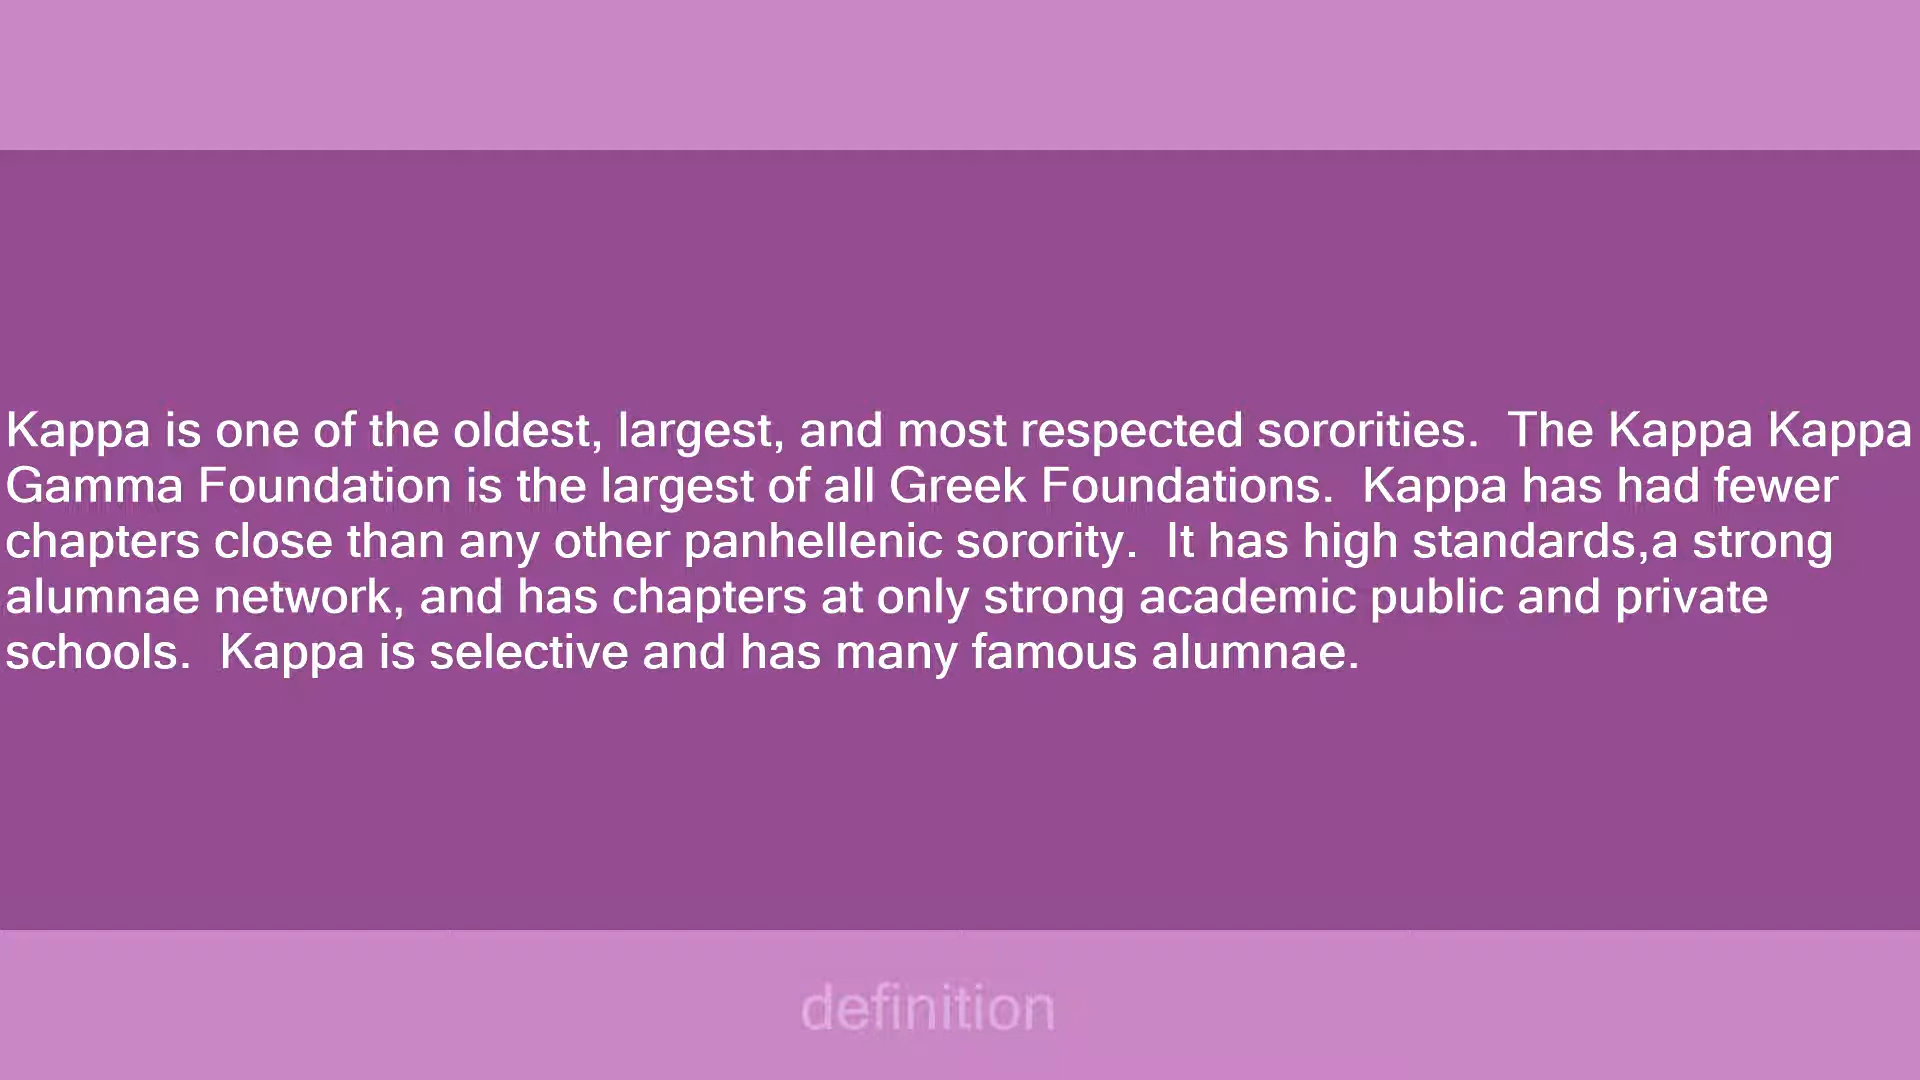 Kappa is one of the oldest, largest, and most respected sororities.  The Kappa Kappa
Gamma Foundation is the largest of all Greek Foundations.  Kappa has had fewer
chapters close than any other panhellenic sorority.  It has high standards,a strong
alumnae network, and has chapters at only strong academic public and private
schools.  Kappa is selective and has many famous alumnae.
definition